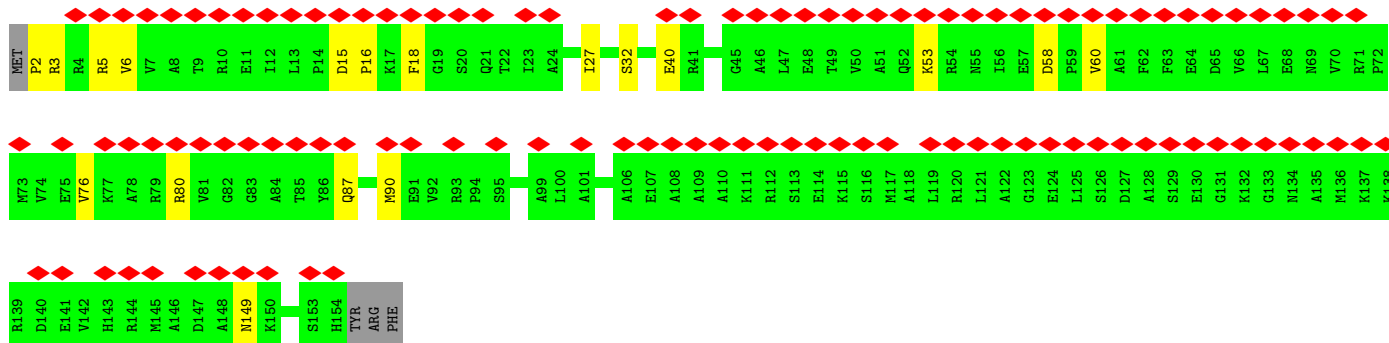 MET P2 R3 R4 R5 V6 V7 A8 T9 R10 E11 I12 L13 P14 D15 P16 K17 F18 G19 S20 Q21 T22 I23 A24 I27 S32 E40 R41 G45 A46 L47 E48 T49 V50 A51 Q52 K53 R54 N55 I56 E57 D58 P59 V60 A61 F62 F63 E64 D65 V66 L67 E68 N69 V70 R71 P72
M73 V74 E75 V76 K77 A78 R79 R80 V81 G82 G83 A84 T85 Y86 Q87 M90 E91 V92 R93 P94 S95 A99 L100 A101 A106 E107 A108 A109 A110 K111 R112 S113 E114 K115 S116 M117 A118 L119 R120 L121 A122 G123 E124 L125 S126 D127 A128 S129 E130 G131 K132 G133 N134 A135 M136 K137 K138
R139 D140 E141 V142 H143 R144 M145 A146 D147 A148 N149 K150 S153 H154 TYR ARG PHE